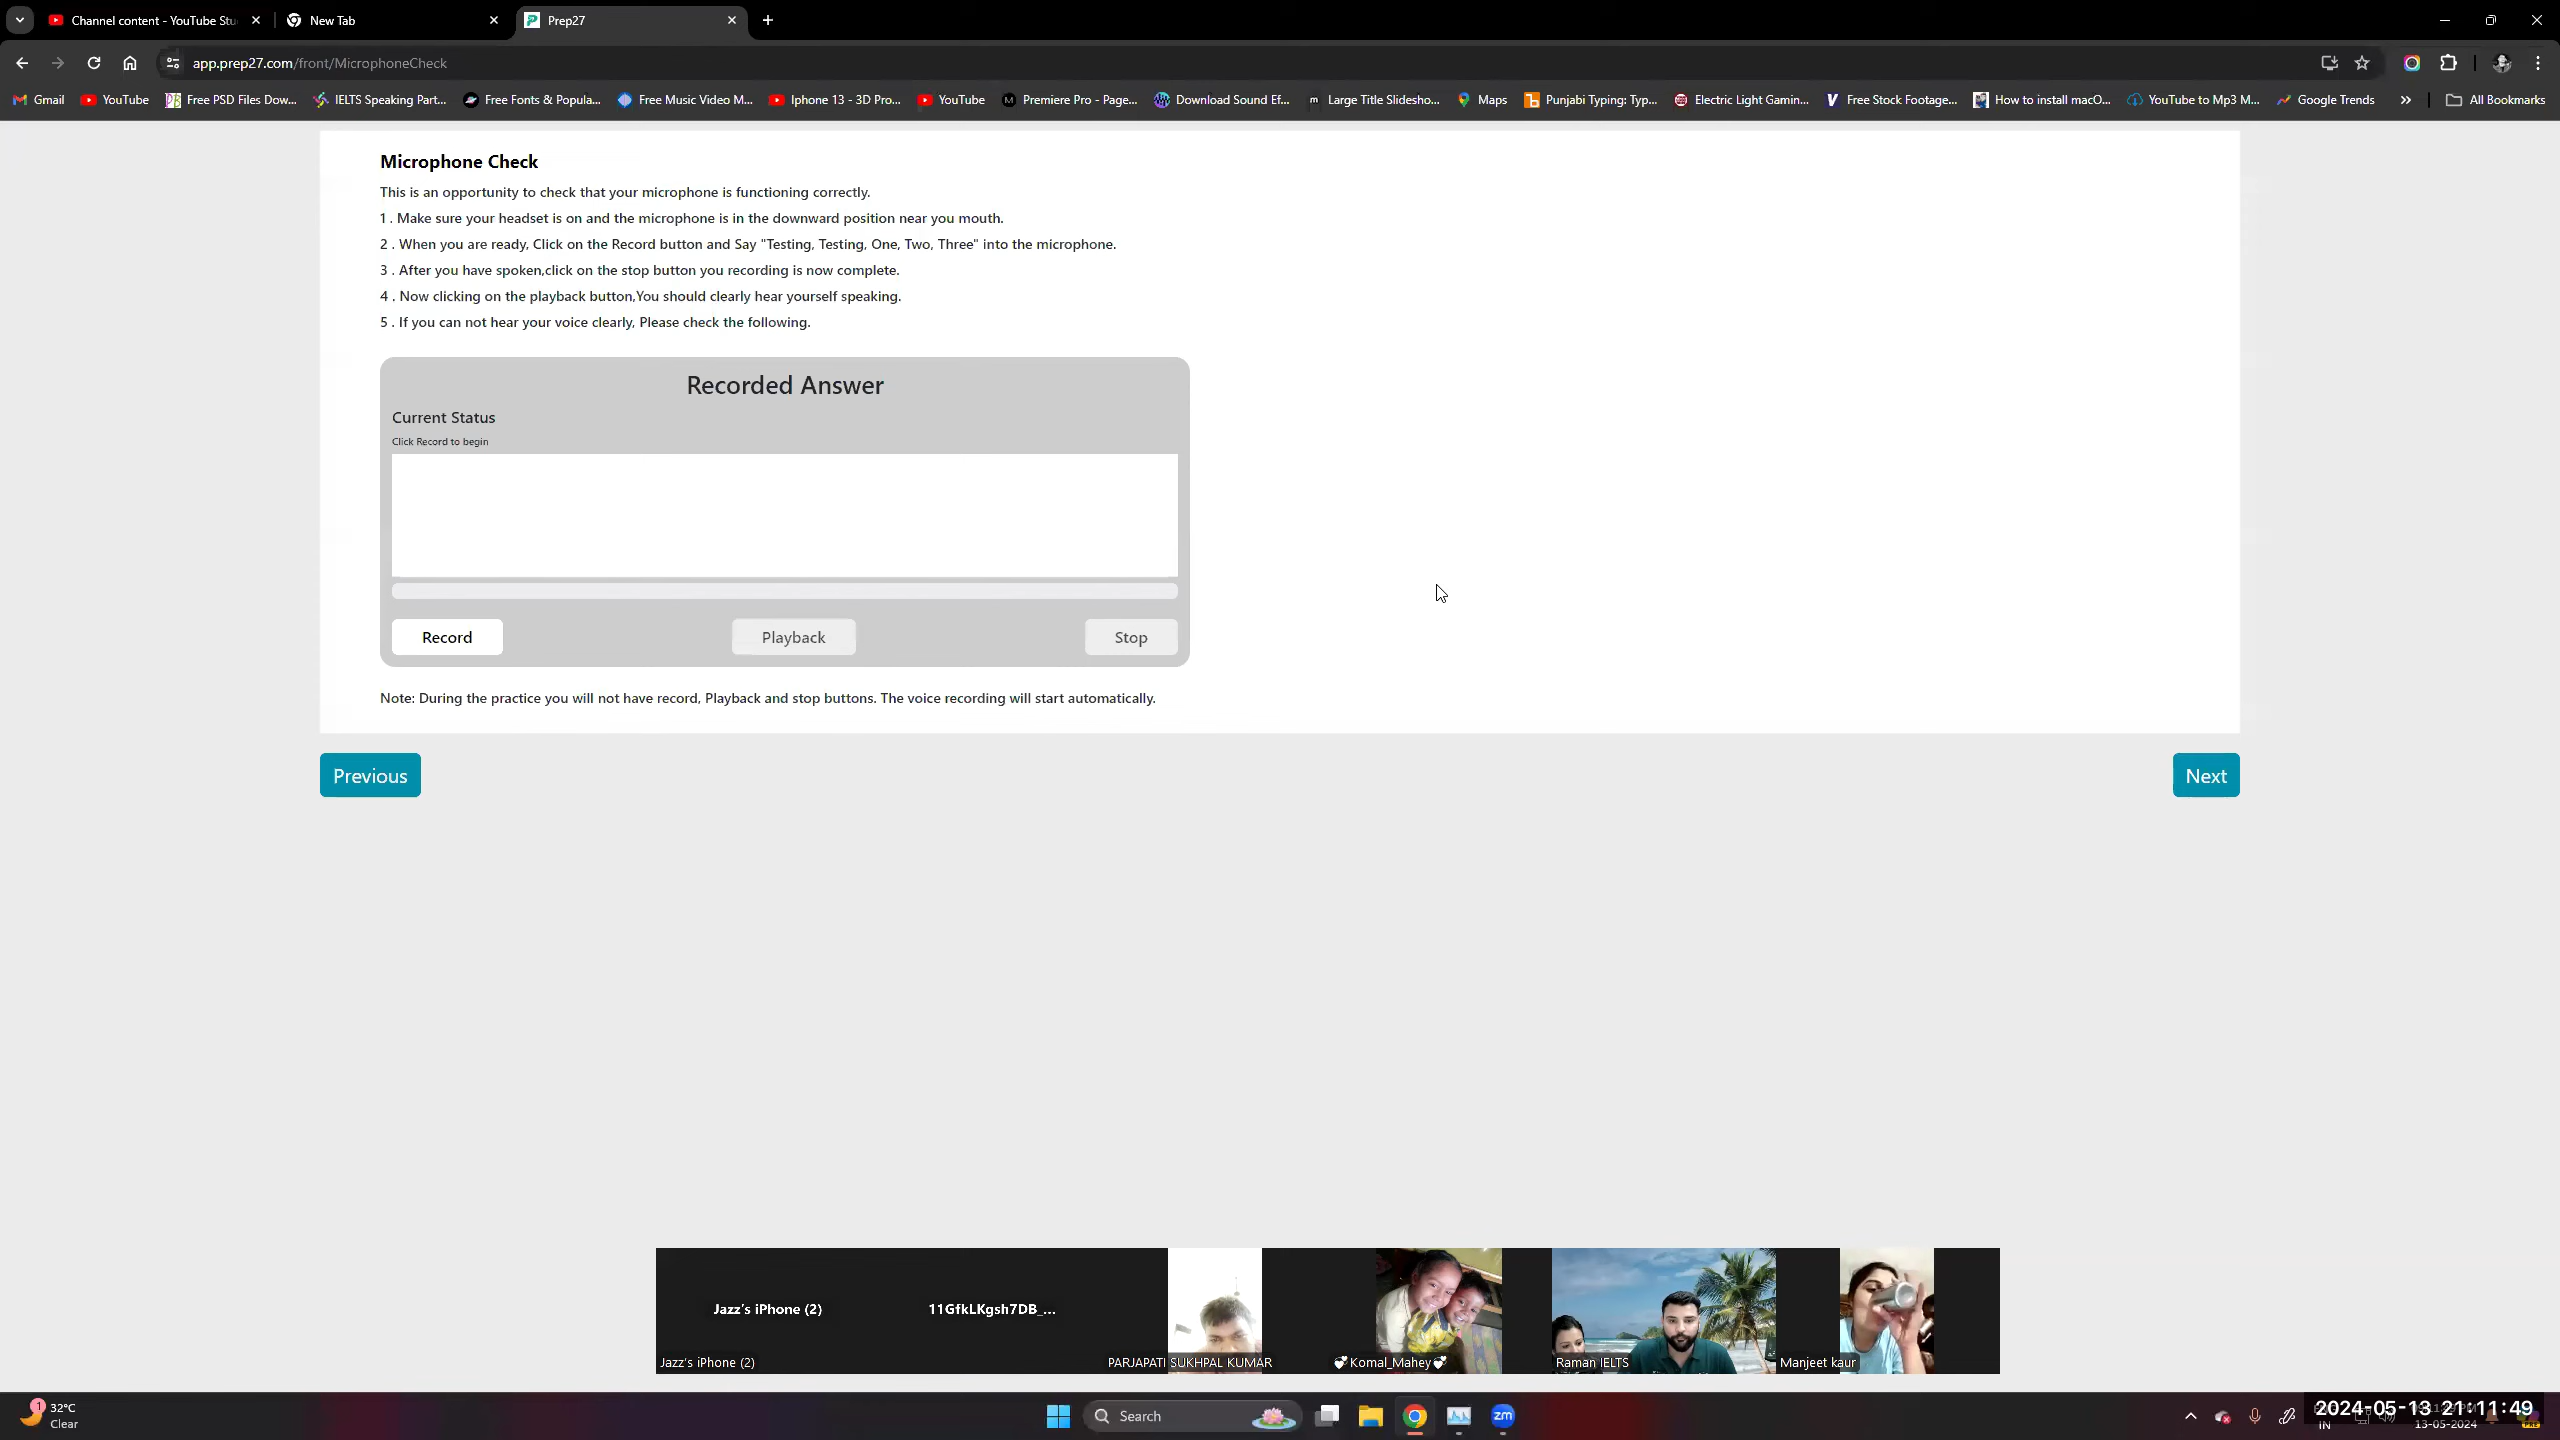 Channel content - YouTube Stu
New Tab
Prep27
app.prep27.com/front/MicrophoneCheck
Gmail
YouTube
Free PSD Files Dow...
IELTS Speaking Part...
Free Fonts & Popula...
Free Music Video M...
Iphone 13 - 3D Pro...
YouTube
Premiere Pro - Page...
Download Sound Ef...
Large Title Slidesho...
Maps
Punjabi Typing: Typ...
Electric Light Gamin...
Free Stock Footage...
How to install macO...
YouTube to Mp3 M...
Google Trends
All Bookmarks
Microphone Check
This is an opportunity to check that your microphone is functioning correctly.
1 . Make sure your headset is on and the microphone is in the downward position near you mouth.
2 . When you are ready, Click on the Record button and Say "Testing, Testing, One, Two, Three" into the microphone.
3 . After you have spoken,click on the stop button you recording is now complete.
4 . Now clicking on the playback button,You should clearly hear yourself speaking.
5 . If you can not hear your voice clearly, Please check the following.
Recorded Answer
Current Status
Click Record to begin
Record
Playback
Stop
Note: During the practice you will not have record, Playback and stop buttons. The voice recording will start automatically.
Previous
Next
Jazz's iPhone (2)
11GfkLKgsh7DB_...
Jazz's iPhone (2)
PARJAPATI SUKHPAL KUMAR
💞Komal_Mahey💞
Raman IELTS
Manjeet kaur
1
32°C
Clear
Search
zm
2024-05-13 21:11:49
IN
13-05-2024
PRE